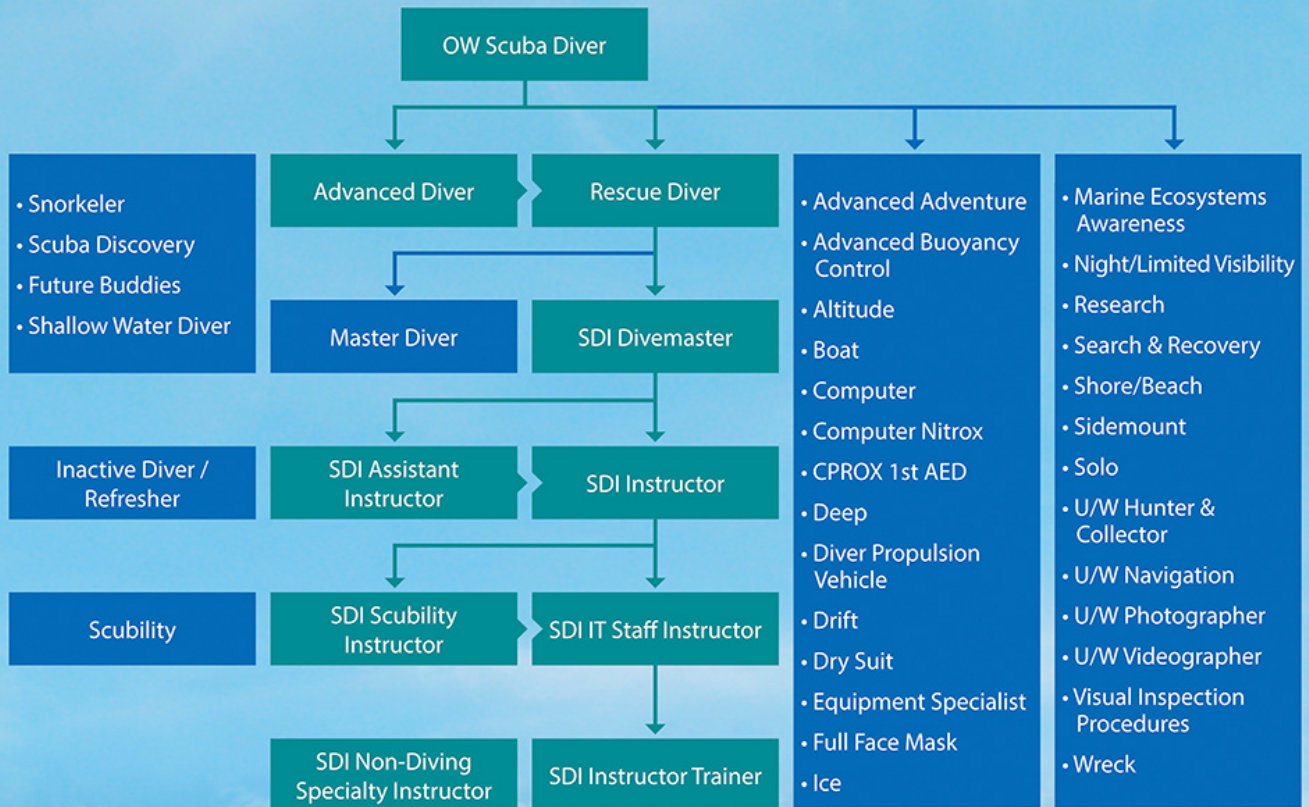 OW Scuba Diver
• Snorkeler
• Scuba Discovery
• Future Buddies
• Shallow Water Diver
Advanced Diver
Rescue Diver
Master Diver
SDI Divemaster
Inactive Diver /
Refresher
SDI Assistant
Instructor
SDI Instructor
Scubility
SDI Scubility
Instructor
SDI IT Staff Instructor
SDI Non-Diving
Specialty Instructor
SDI Instructor Trainer
• Advanced Adventure
• Advanced Buoyancy
Control
• Altitude
• Boat
• Computer
• Computer Nitrox
• CPROX 1st AED
• Deep
• Diver Propulsion
Vehicle
• Drift
• Dry Suit
• Equipment Specialist
• Full Face Mask
• Ice
• Marine Ecosystems
Awareness
• Night/Limited Visibility
• Research
• Search & Recovery
• Shore/Beach
• Sidemount
• Solo
• U/W Hunter &
Collector
• U/W Navigation
• U/W Photographer
• U/W Videographer
• Visual Inspection
Procedures
• Wreck